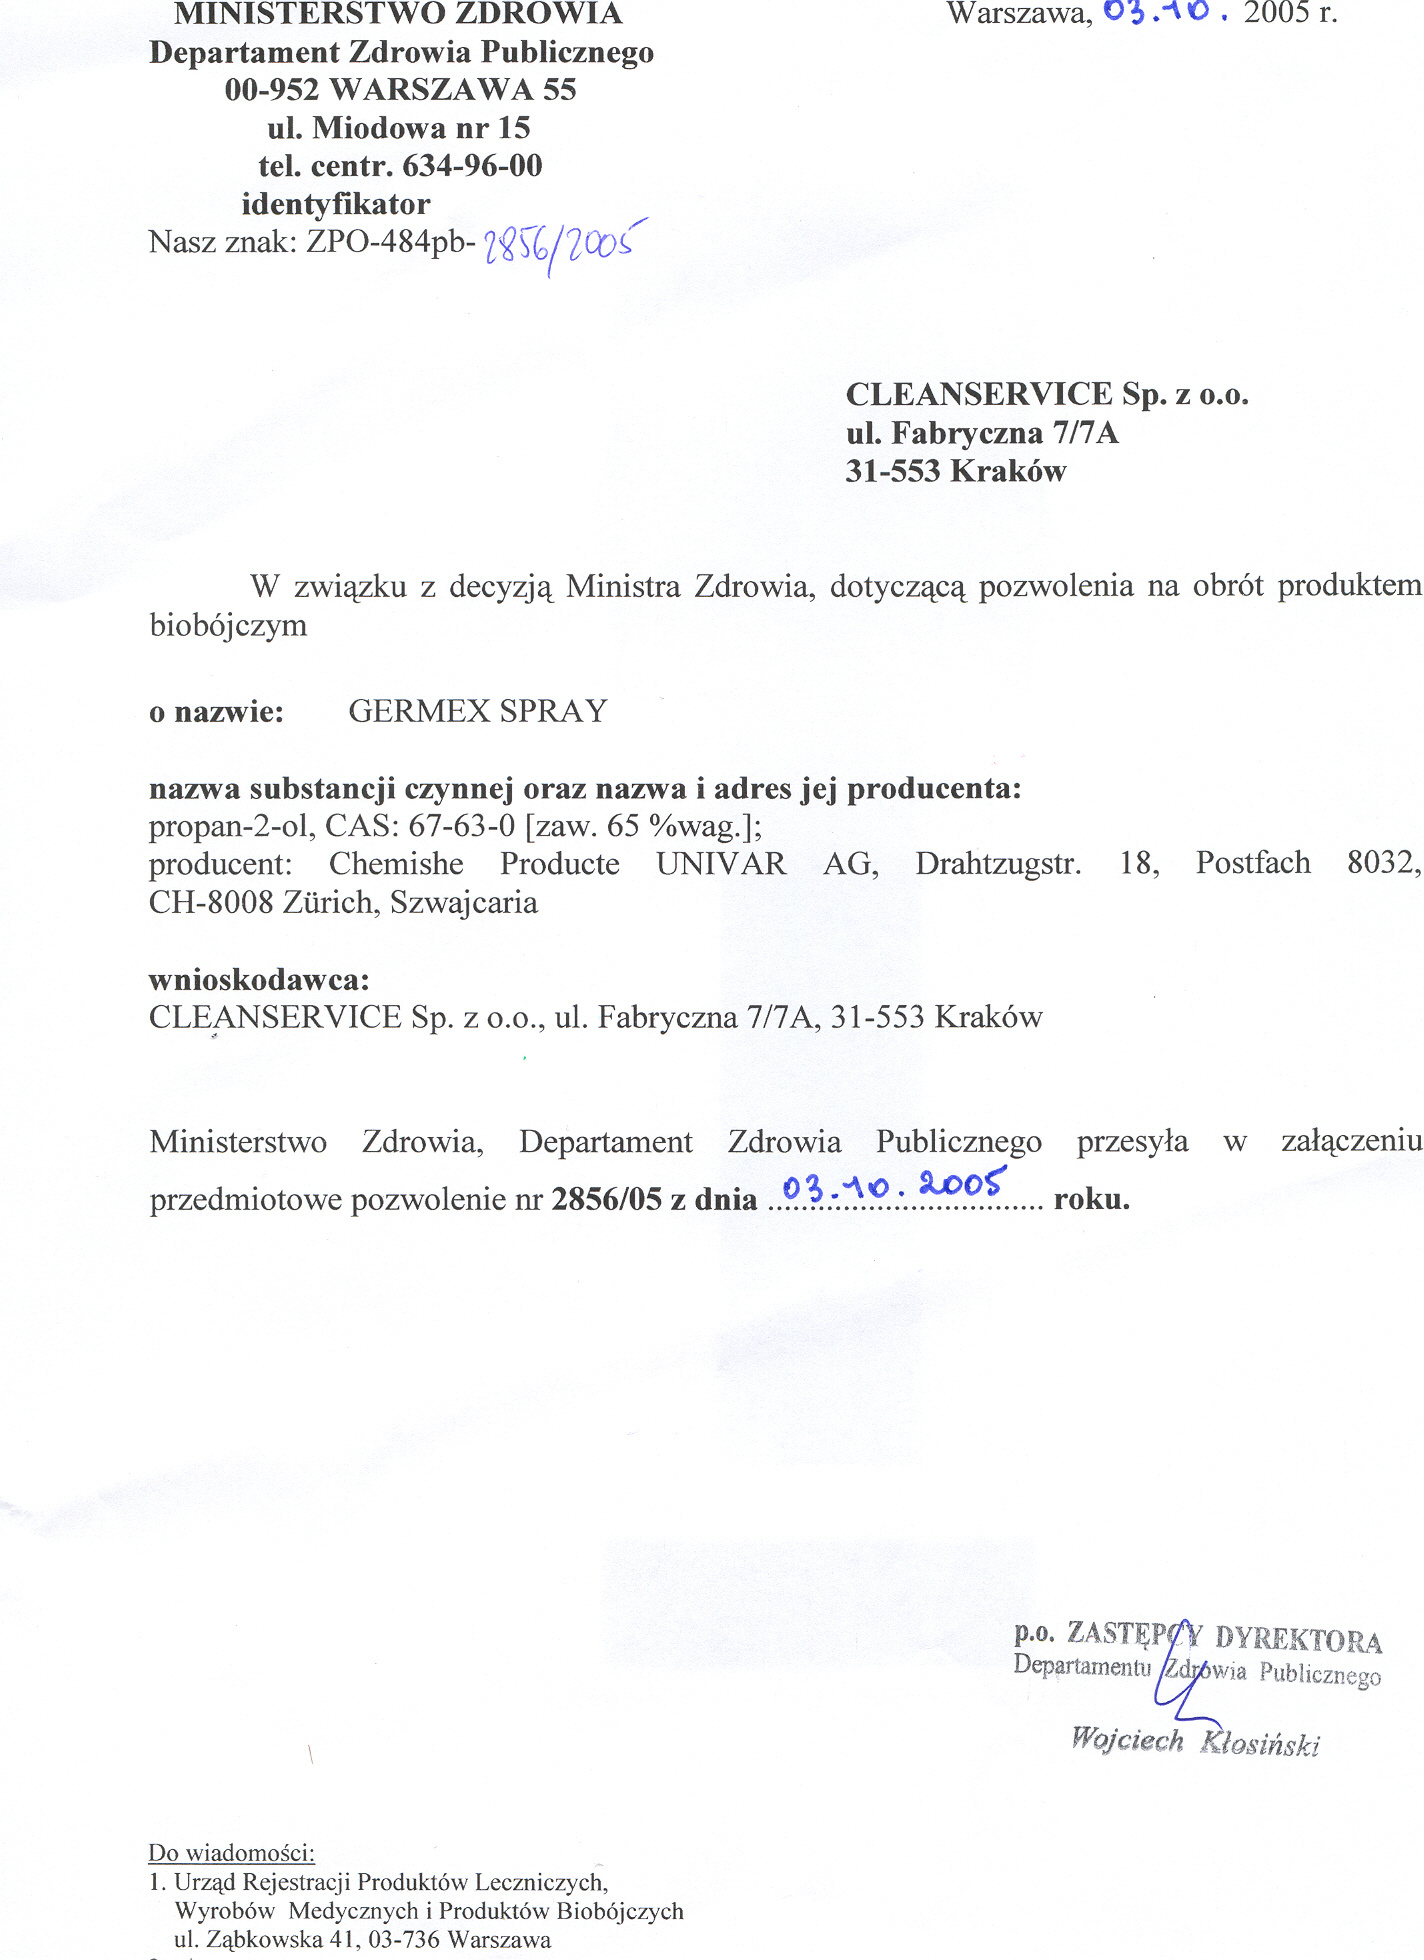 MINISTERSTWO ZDROWIA
Warszawa, 03.10. 2005 r.
Departament Zdrowia Publicznego
00-952 WARSZAWA 55
ul. Miodowa nr 15
tel. centr. 634-96-00
identyfikator
Nasz znak: ZPO-484pb-2856/2005
CLEANSERVICE Sp. z o.o.
ul. Fabryczna 7/7A
31-553 Kraków
W związku z decyzją Ministra Zdrowia, dotyczącą pozwolenia na obrót produktem
biobójczym
o nazwie: GERMEX SPRAY
nazwa substancji czynnej oraz nazwa i adres jej producenta:
propan-2-ol, CAS: 67-63-0 [zaw. 65 %wag.];
producent: Chemishe Producte UNIVAR AG, Drahtzugstr. 18, Postfach 8032,
CH-8008 Zürich, Szwajcaria
wnioskodawca:
CLEANSERVICE Sp. z o.o., ul. Fabryczna 7/7A, 31-553 Kraków
Ministerstwo Zdrowia, Departament Zdrowia Publicznego przesyła w załączeniu
przedmiotowe pozwolenie nr 2856/05 z dnia 03.10.2005 roku.
p.o. ZASTĘPCY DYREKTORA
Departamentu Zdrowia Publicznego
Wojciech Kłosiński
Do wiadomości:
1. Urząd Rejestracji Produktów Leczniczych,
Wyrobów Medycznych i Produktów Biobójczych
ul. Ząbkowska 41, 03-736 Warszawa